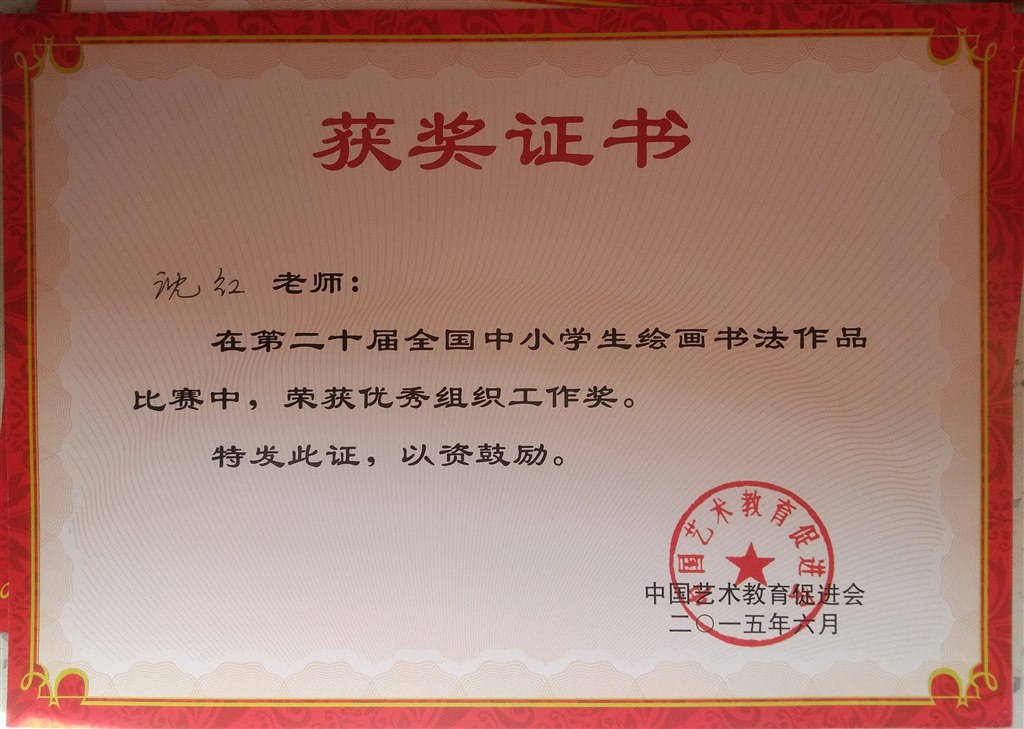 获奖证书
沈红 老师：
在第二十届全国中小学生绘画书法作品
比赛中，荣获优秀组织工作奖。
特发此证，以资鼓励。
中国艺术教育促进会
中国艺术教育促进会
二〇一五年六月